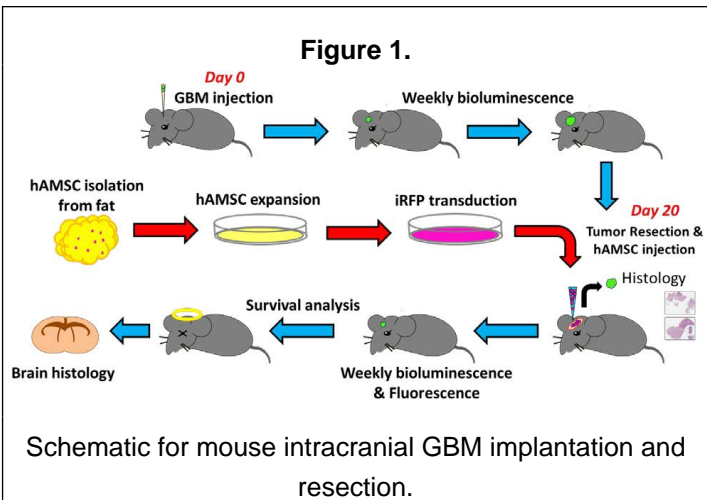 Figure 1.
Day 0
GBM injection
Weekly bioluminescence
hAMSC isolation
from fat
hAMSC expansion
iRFP transduction
Day 20
Tumor Resection &
hAMSC injection
Histology
Survival analysis
Brain histology
Weekly bioluminescence
& Fluorescence
Schematic for mouse intracranial GBM implantation and
resection.